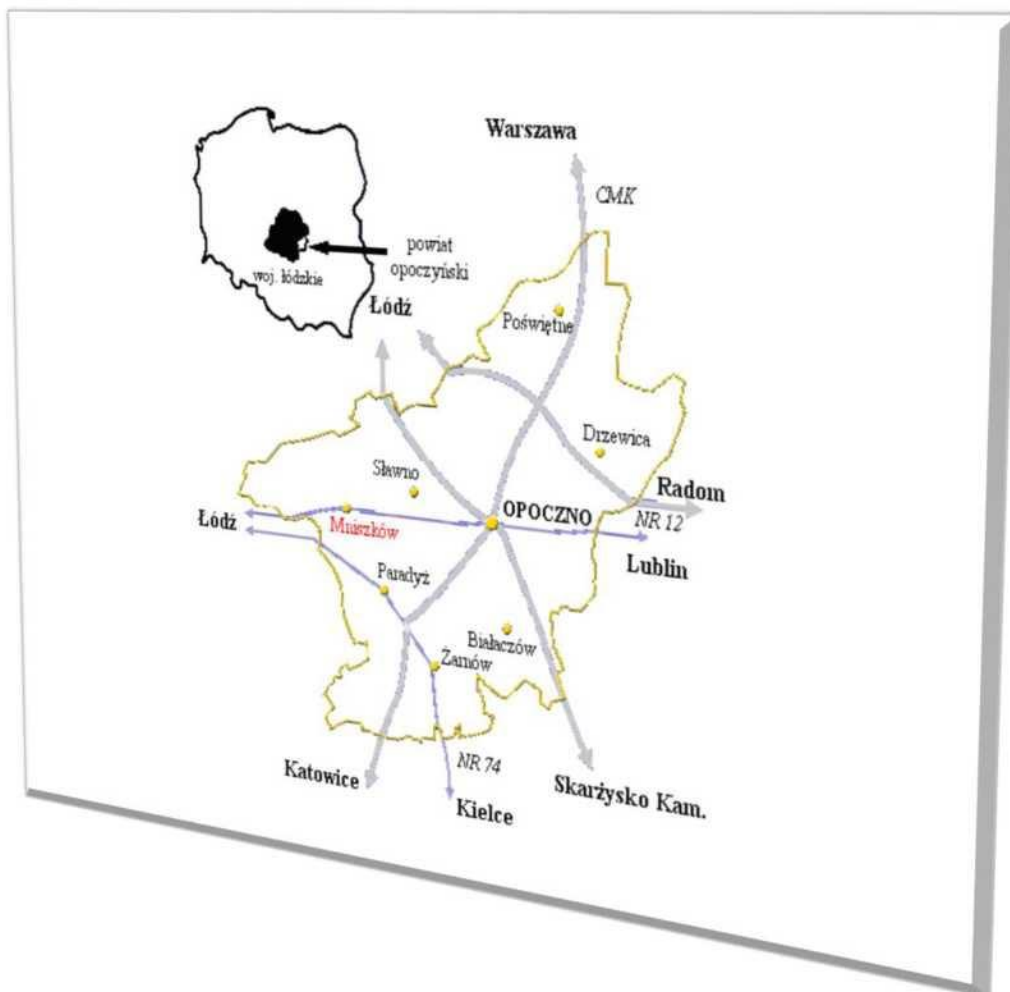 Warszawa
CMK
powiat
opoczyński
woj. łódzkie
Łódź
Poświętne
Drzewica
Sławno
Radom
OPOCZNO
NR 12
Mniszków
Łódź
Lublin
Paradyż
Białaczów
Żarnów
NR 74
Katowice
Skarżysko Kam.
Kielce